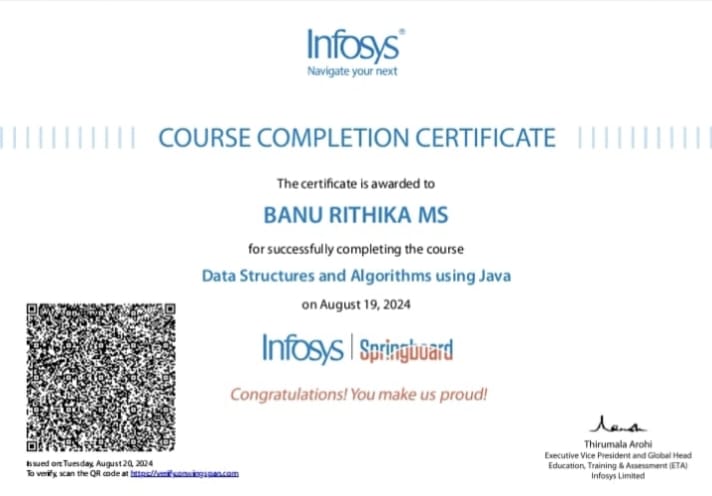 Infosys®
Navigate your next
COURSE COMPLETION CERTIFICATE
The certificate is awarded to
BANU RITHIKA MS
for successfully completing the course
Data Structures and Algorithms using Java
on August 19, 2024
Infosys | Springboard
Congratulations! You make us proud!
Thirumala Arohi
Executive Vice President and Global Head
Education, Training & Assessment (ETA)
Infosys Limited
Issued on: Tuesday, August 20, 2024
To verify, scan the QR code at https://verify.onwingspan.com